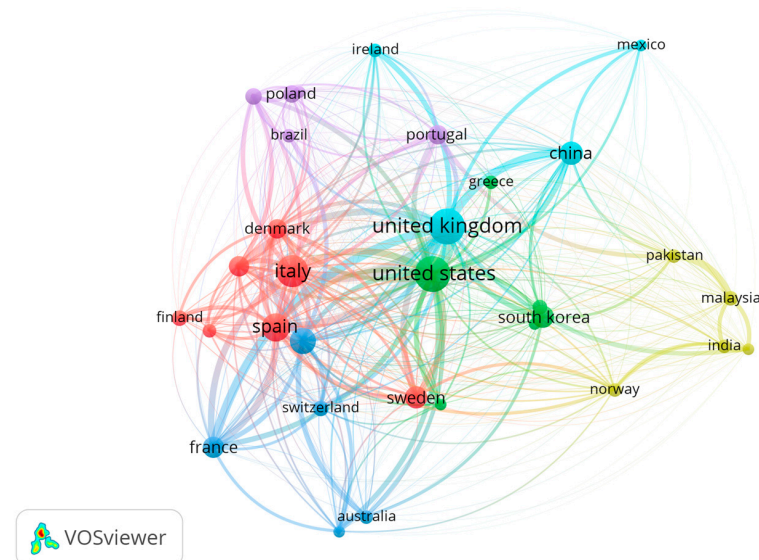 ireland
mexico
poland
brazil
portugal
china
greece
united kingdom
denmark
pakistan
italy
united states
malaysia
finland
spain
south korea
india
norway
sweden
switzerland
france
australia
VOSviewer